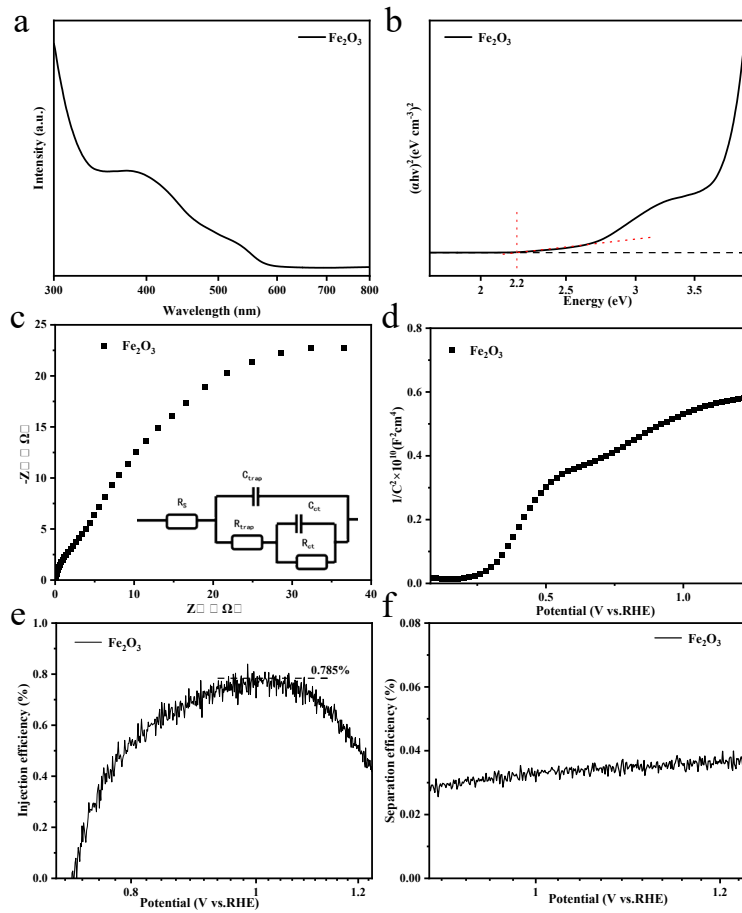 a
Fe₂O₃
Intensity (a.u.)
300 400 500 600 700 800
Wavelength (nm)
b
Fe₂O₃
(αhν)²(eV cm⁻³)²
2 2.2 2.5 3 3.5
Energy (eV)
c
Fe₂O₃
25
20
15
10
5
0
-Z□ □ Ω□
Cₜᵣₐₚ
Rₛ
Rₜᵣₐₚ
C꜀ₜ
R꜀ₜ
0 10 20 30 40
Z□ □ Ω□
d
Fe₂O₃
0.8
0.6
0.4
0.2
0.0
1/C²×10¹⁰(F⁻²cm⁴)
0.5 1.0
Potential (V vs.RHE)
e
Fe₂O₃
1.0
0.8
0.6
0.4
0.2
0.0
0.785%
Injection efficiency (%)
0.8 1 1.2
Potential (V vs.RHE)
f
Fe₂O₃
0.08
0.06
0.04
0.02
0.00
Separation efficiency (%)
1 1.2
Potential (V vs.RHE)